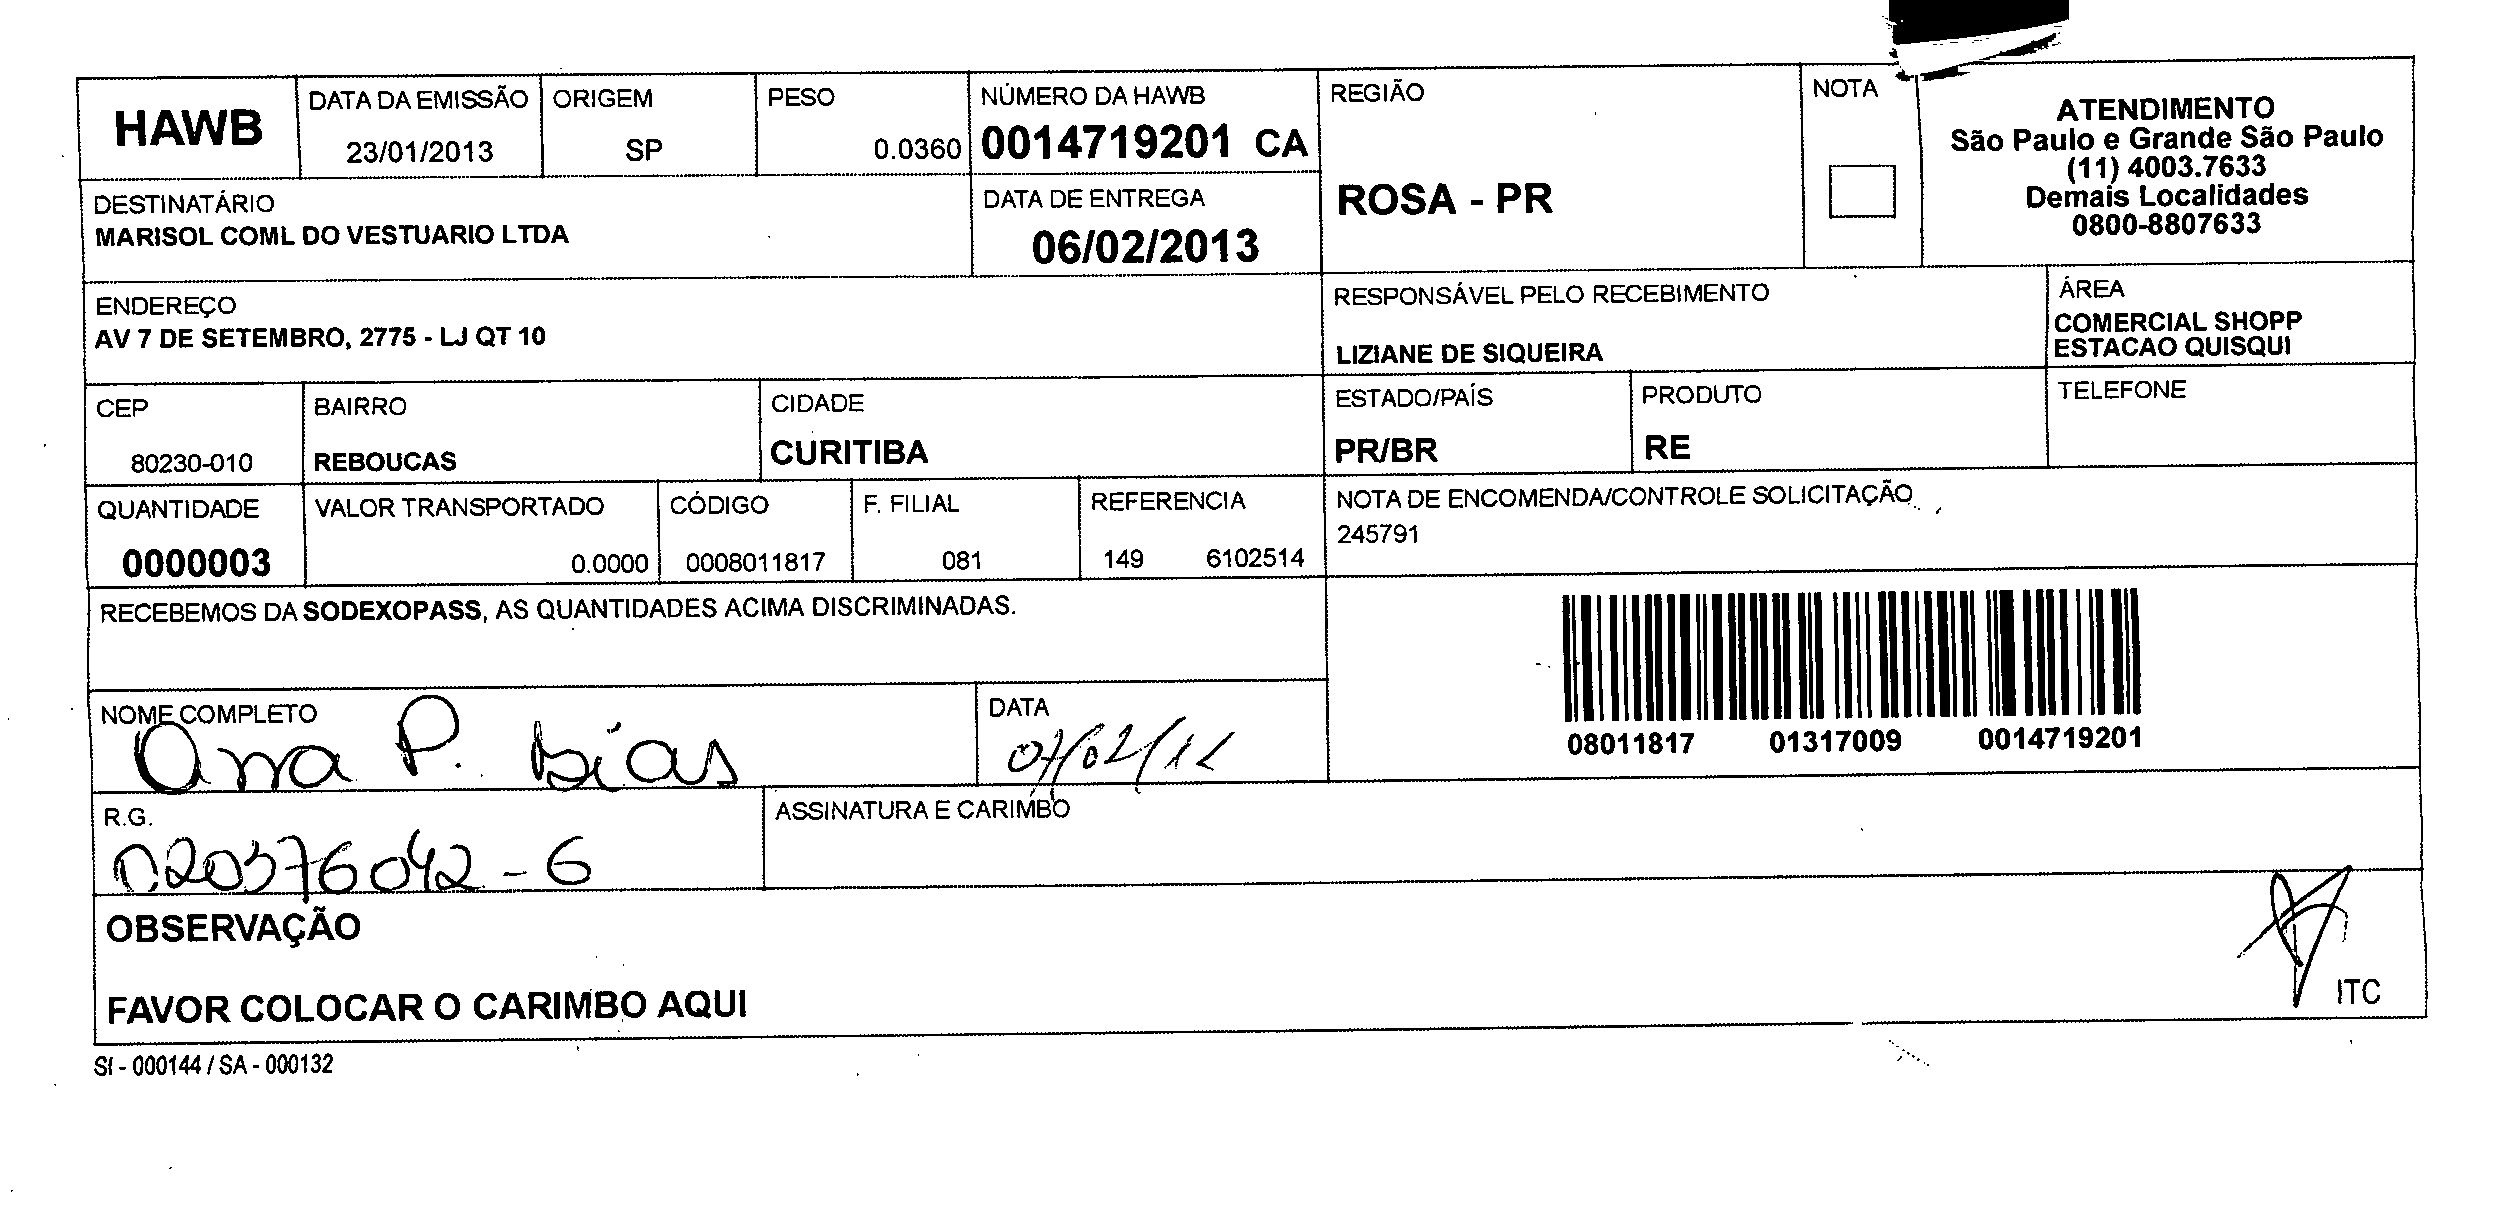 HAWB
DATA DA EMISSÃO
23/01/2013
ORIGEM
SP
PESO
0.0360
NÚMERO DA HAWB
0014719201 CA
REGIÃO
ROSA - PR
NOTA
ATENDIMENTO
São Paulo e Grande São Paulo
(11) 4003.7633
Demais Localidades
0800-8807633
DESTINATÁRIO
MARISOL COML DO VESTUARIO LTDA
DATA DE ENTREGA
06/02/2013
ENDEREÇO
AV 7 DE SETEMBRO, 2775 - LJ QT 10
RESPONSÁVEL PELO RECEBIMENTO
LIZIANE DE SIQUEIRA
ÁREA
COMERCIAL SHOPP
ESTACAO QUISQUI
CEP
80230-010
BAIRRO
REBOUCAS
CIDADE
CURITIBA
ESTADO/PAÍS
PR/BR
PRODUTO
RE
TELEFONE
QUANTIDADE
0000003
VALOR TRANSPORTADO
0.0000
CÓDIGO
0008011817
F. FILIAL
081
REFERENCIA
149 6102514
NOTA DE ENCOMENDA/CONTROLE SOLICITAÇÃO
245791
RECEBEMOS DA SODEXOPASS, AS QUANTIDADES ACIMA DISCRIMINADAS.
08011817 01317009 0014719201
NOME COMPLETO
Ana P. Dias
DATA
07/02/12
R.G.
020376042-6
ASSINATURA E CARIMBO
OBSERVAÇÃO
FAVOR COLOCAR O CARIMBO AQUI
ITC
SI - 000144 / SA - 000132